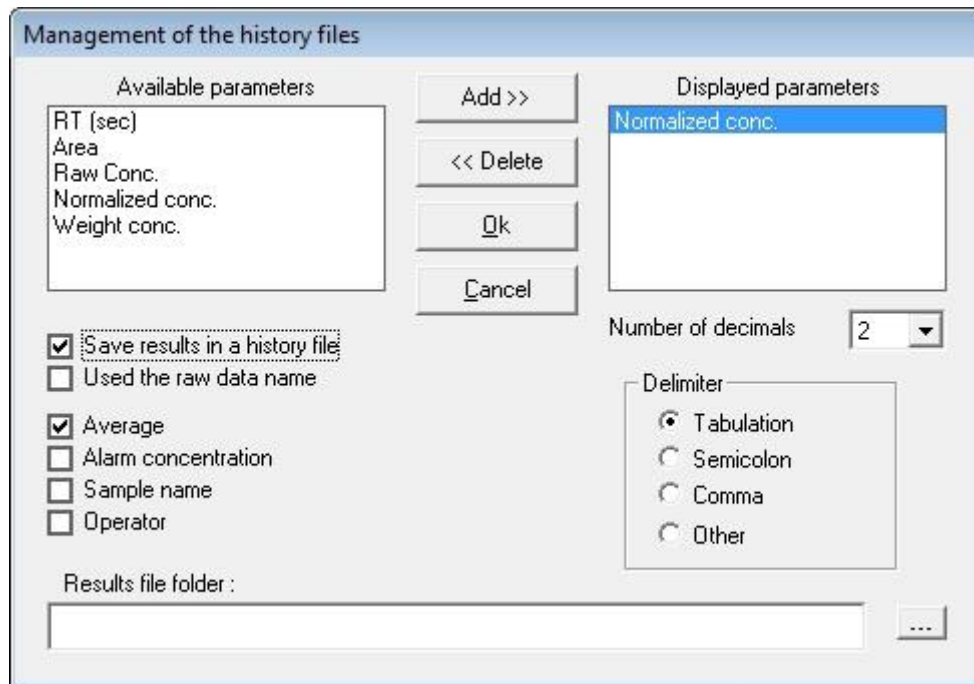 Management of the history files
Available parameters
RT (sec)
Area
Raw Conc.
Normalized conc.
Weight conc.
Add >>
<< Delete
Ok
Cancel
Displayed parameters
Normalized conc.
Number of decimals 2
Save results in a history file
Used the raw data name
Average
Alarm concentration
Sample name
Operator
Delimiter
Tabulation
Semicolon
Comma
Other
Results file folder :
...